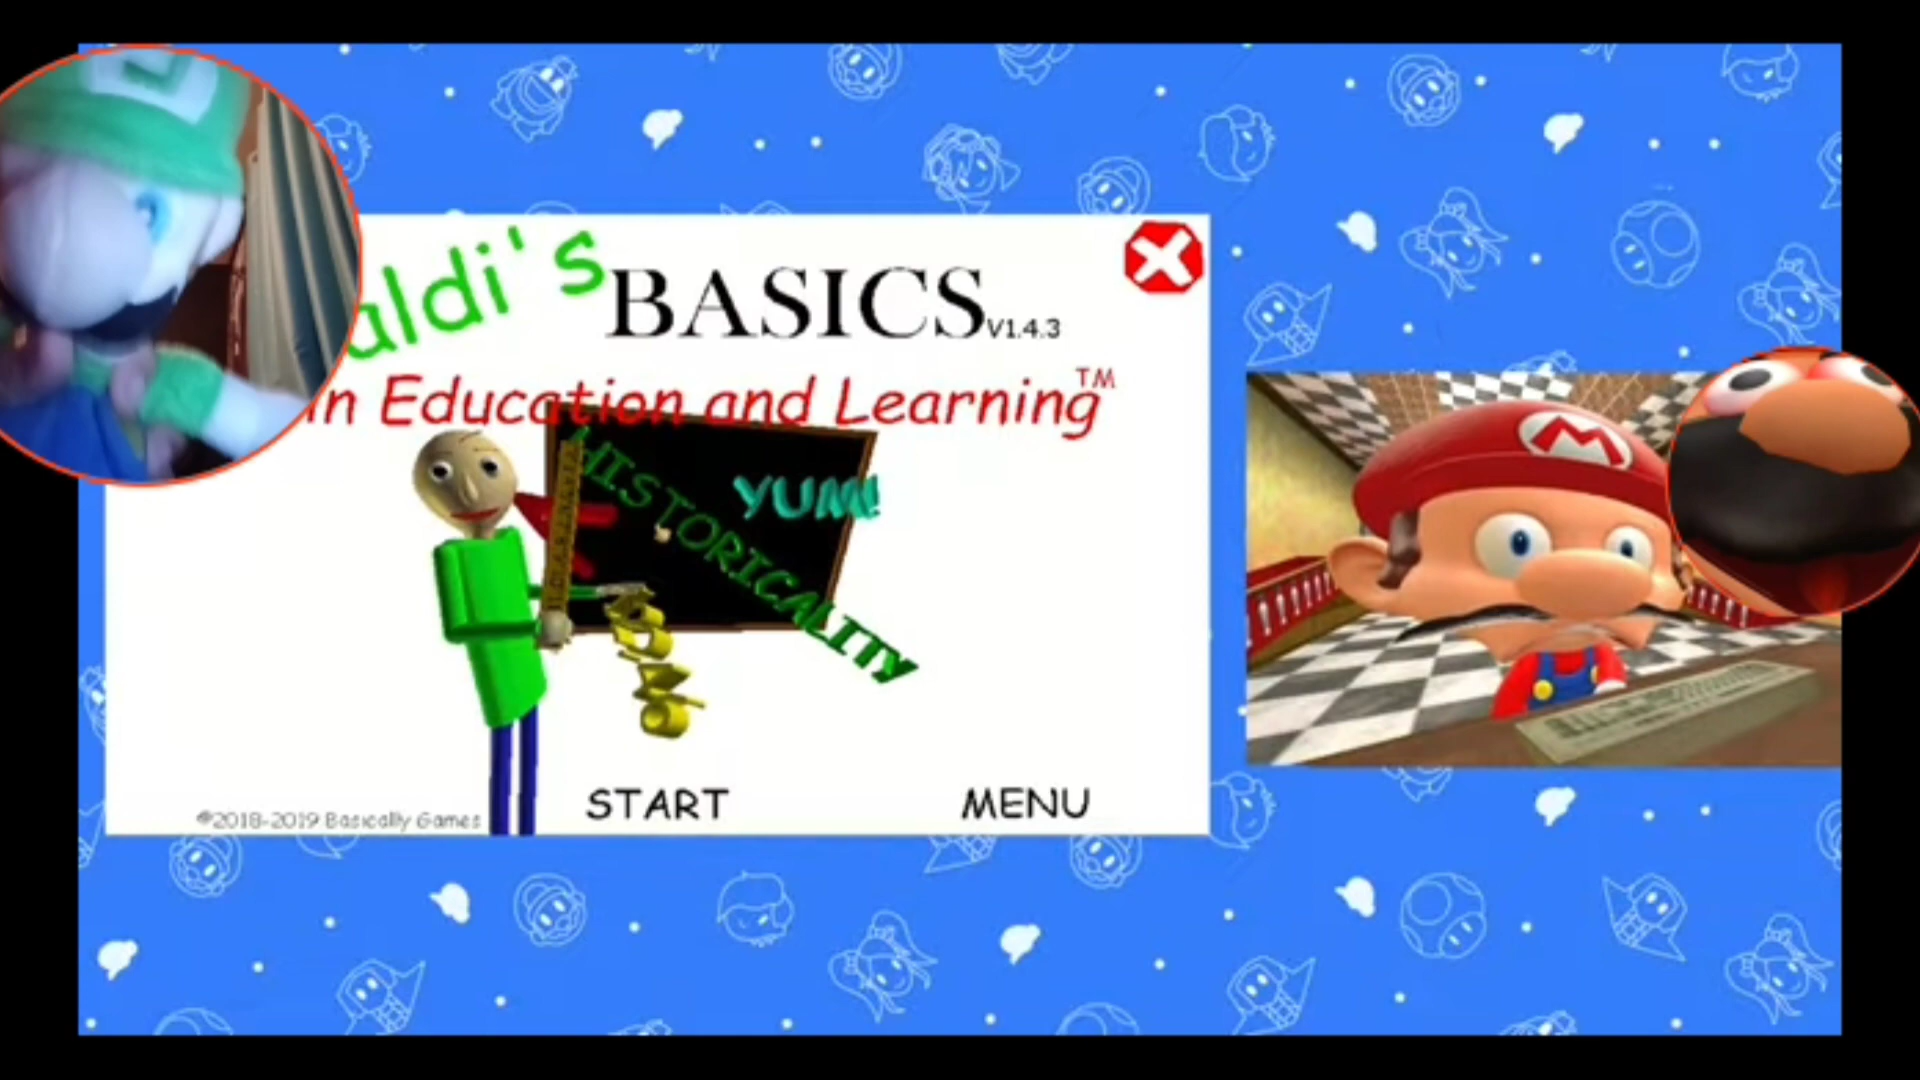 aldi's BASICS V1.4.3
in Education and Learning™
HISTORICALITY
YUM!
START
MENU
©2018-2019 Basically Games
M